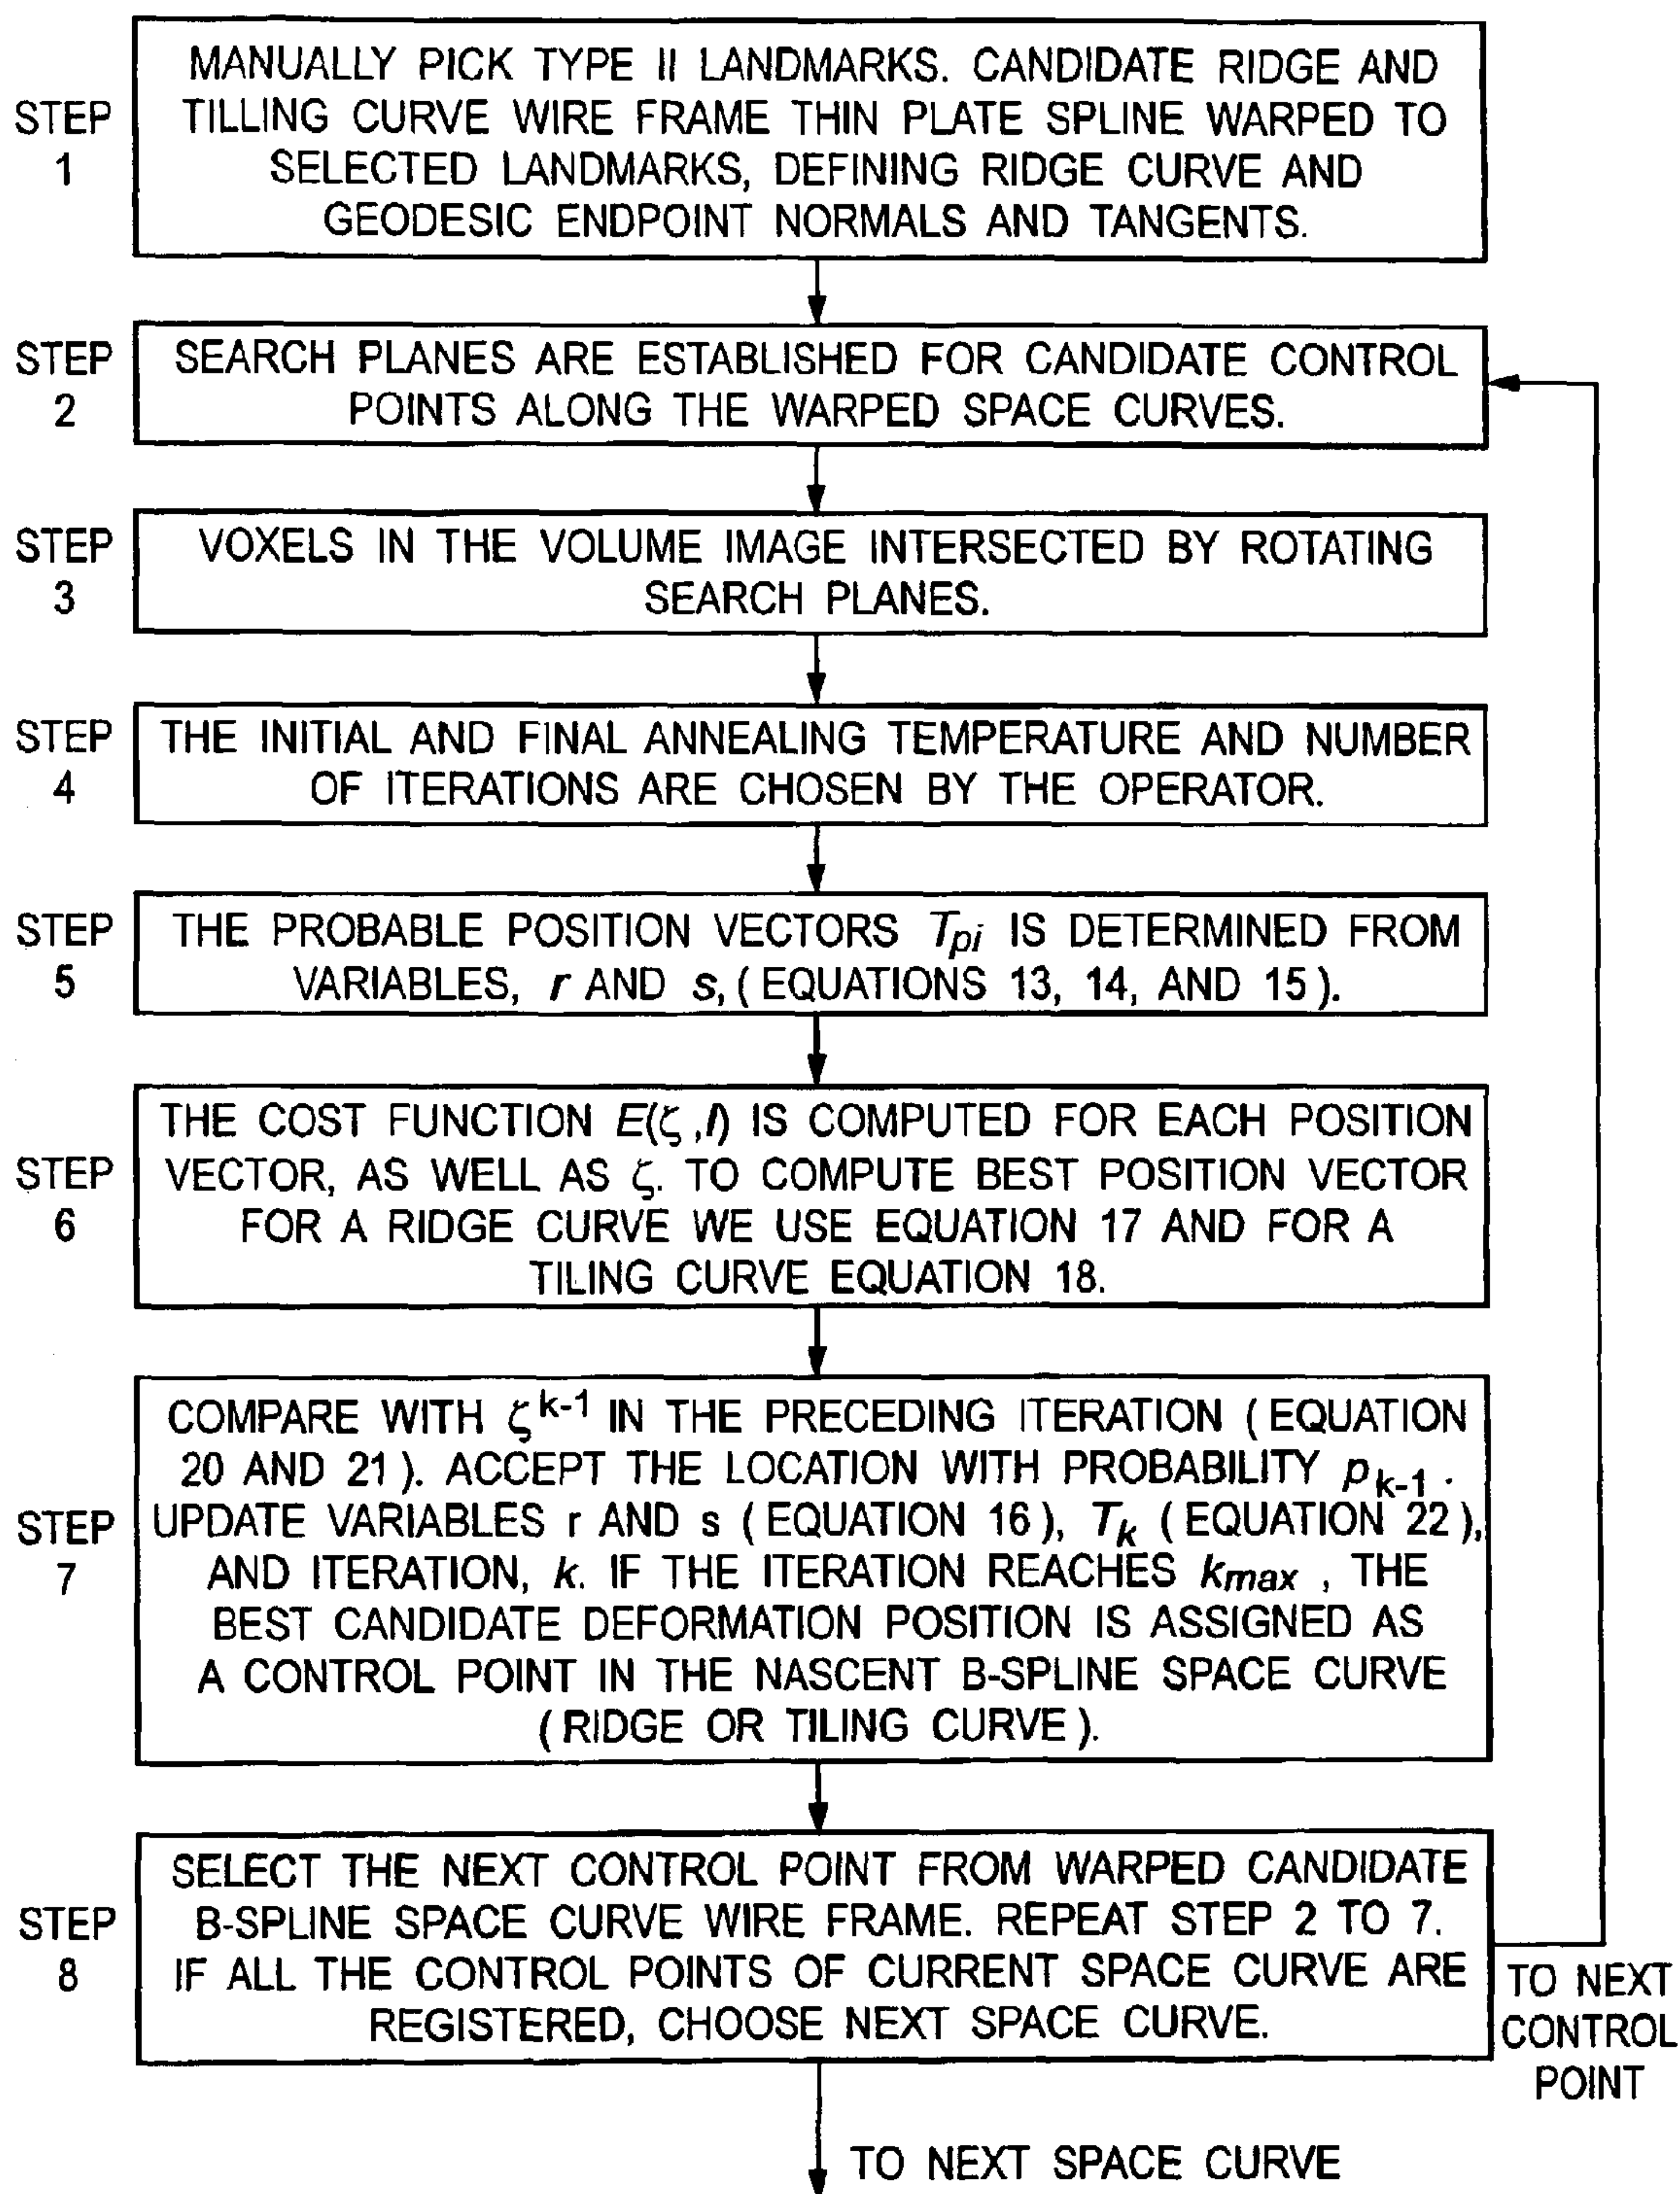 STEP
1
MANUALLY PICK TYPE II LANDMARKS. CANDIDATE RIDGE AND
TILLING CURVE WIRE FRAME THIN PLATE SPLINE WARPED TO
SELECTED LANDMARKS, DEFINING RIDGE CURVE AND
GEODESIC ENDPOINT NORMALS AND TANGENTS.
STEP
2
SEARCH PLANES ARE ESTABLISHED FOR CANDIDATE CONTROL
POINTS ALONG THE WARPED SPACE CURVES.
STEP
3
VOXELS IN THE VOLUME IMAGE INTERSECTED BY ROTATING
SEARCH PLANES.
STEP
4
THE INITIAL AND FINAL ANNEALING TEMPERATURE AND NUMBER
OF ITERATIONS ARE CHOSEN BY THE OPERATOR.
STEP
5
THE PROBABLE POSITION VECTORS Tpi IS DETERMINED FROM
VARIABLES, r AND s, (EQUATIONS 13, 14, AND 15).
STEP
6
THE COST FUNCTION E(ζ,I) IS COMPUTED FOR EACH POSITION
VECTOR, AS WELL AS ζ. TO COMPUTE BEST POSITION VECTOR
FOR A RIDGE CURVE WE USE EQUATION 17 AND FOR A
TILING CURVE EQUATION 18.
STEP
7
COMPARE WITH ζ k-1 IN THE PRECEDING ITERATION (EQUATION
20 AND 21). ACCEPT THE LOCATION WITH PROBABILITY pk-1.
UPDATE VARIABLES r AND s (EQUATION 16), Tk (EQUATION 22),
AND ITERATION, k. IF THE ITERATION REACHES kmax, THE
BEST CANDIDATE DEFORMATION POSITION IS ASSIGNED AS
A CONTROL POINT IN THE NASCENT B-SPLINE SPACE CURVE
(RIDGE OR TILING CURVE).
STEP
8
SELECT THE NEXT CONTROL POINT FROM WARPED CANDIDATE
B-SPLINE SPACE CURVE WIRE FRAME. REPEAT STEP 2 TO 7.
IF ALL THE CONTROL POINTS OF CURRENT SPACE CURVE ARE
REGISTERED, CHOOSE NEXT SPACE CURVE.
TO NEXT
CONTROL
POINT
TO NEXT SPACE CURVE